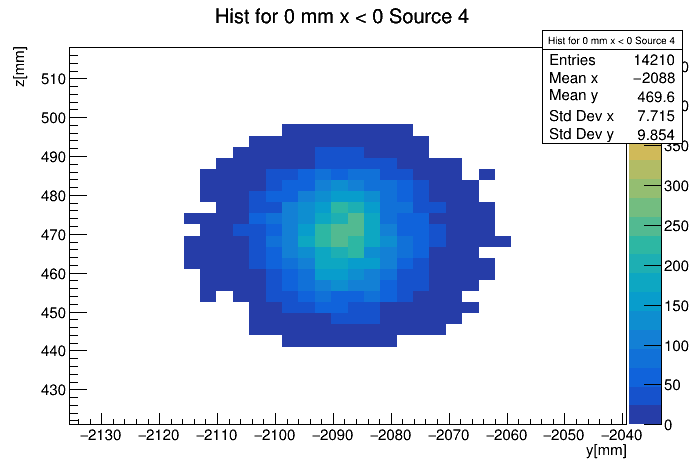 Hist for 0 mm x < 0 Source 4
Hist for 0 mm x < 0 Source 4
Entries 14210
Mean x −2088
Mean y 469.6
Std Dev x 7.715
Std Dev y 9.854
z[mm]
510
500
490
480
470
460
450
440
430
−2130 −2120 −2110 −2100 −2090 −2080 −2070 −2060 −2050 −2040
y[mm]
350
300
250
200
150
100
50
0